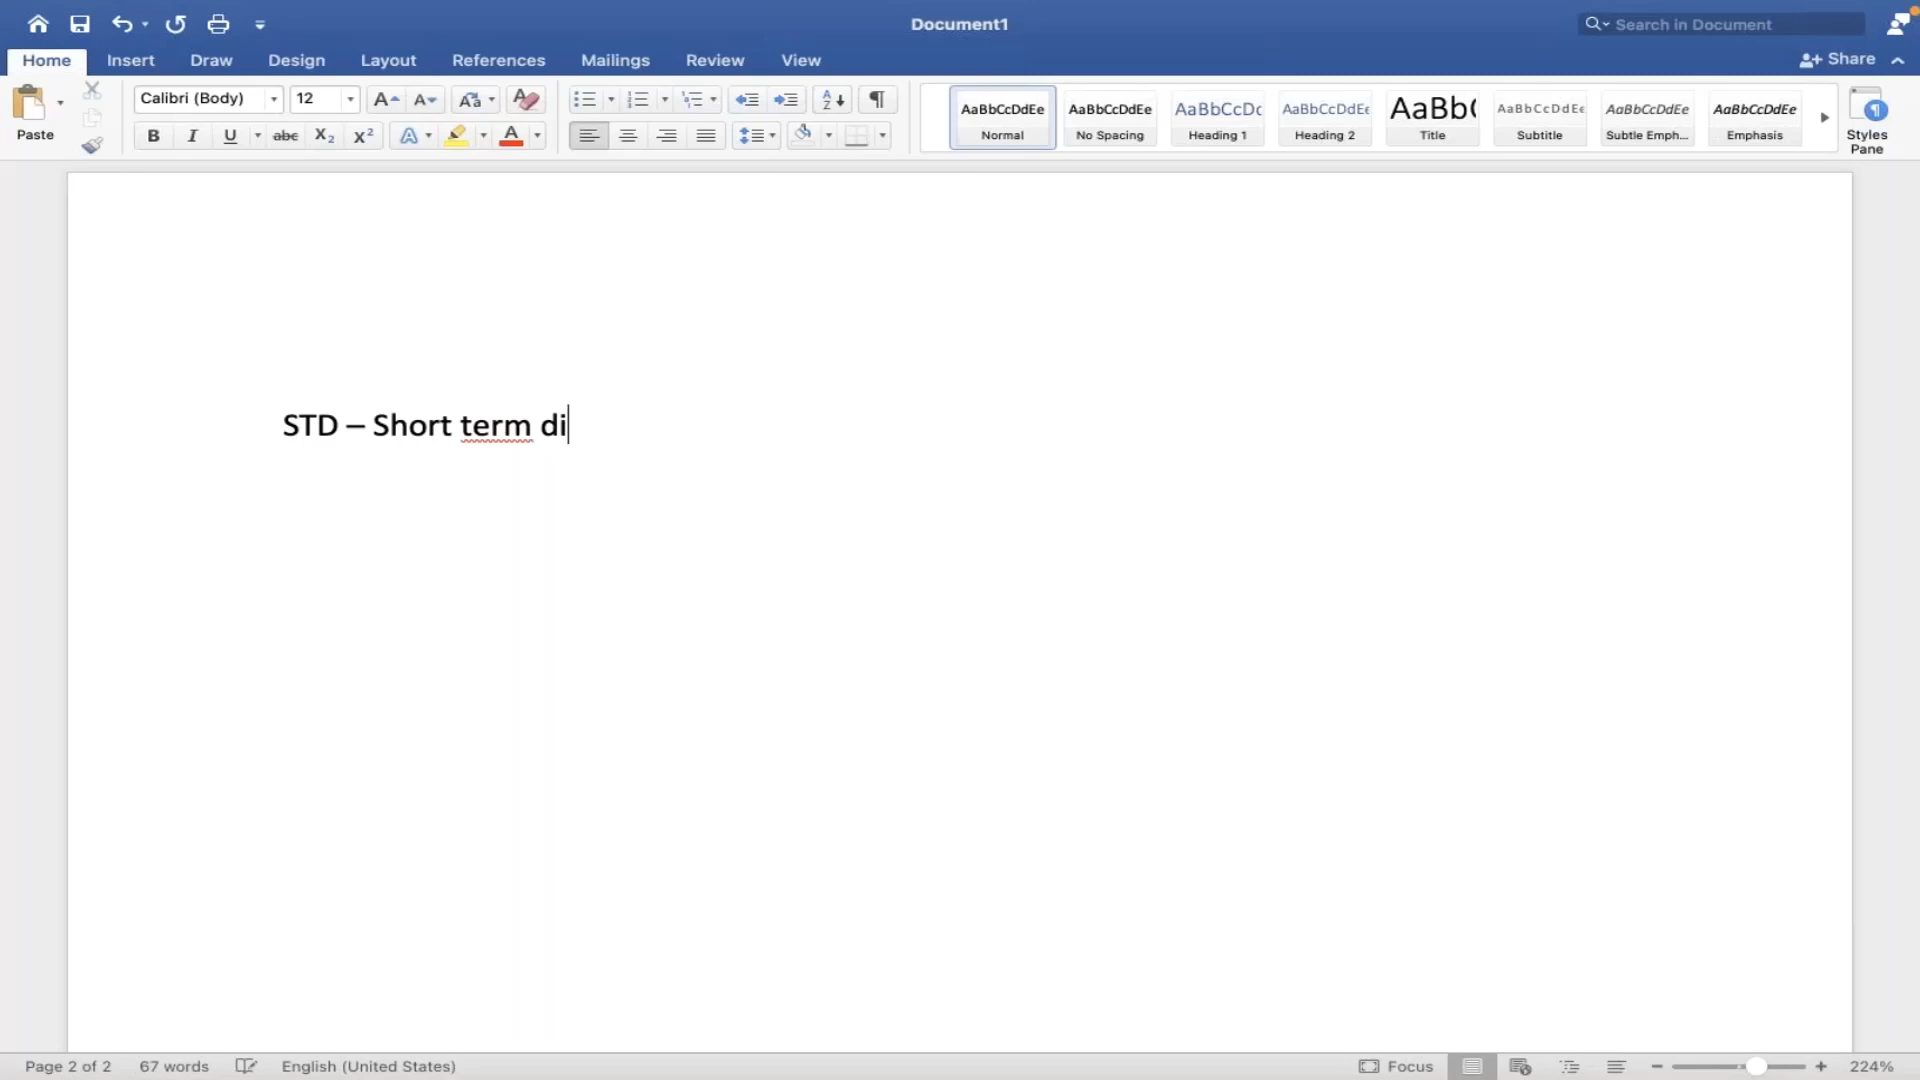 Document1
Search in Document
Home
Insert
Draw
Design
Layout
References
Mailings
Review
View
Share
Paste
Calibri (Body)
12
AaBbCcDdEe
Normal
AaBbCcDdEe
No Spacing
AaBbCcDc
Heading 1
AaBbCcDdEe
Heading 2
AaBb(
Title
AaBbCcDdEe
Subtitle
AaBbCcDdEe
Subtle Emph...
AaBbCcDdEe
Emphasis
Styles
Pane
STD – Short term di
Page 2 of 2
67 words
English (United States)
Focus
224%